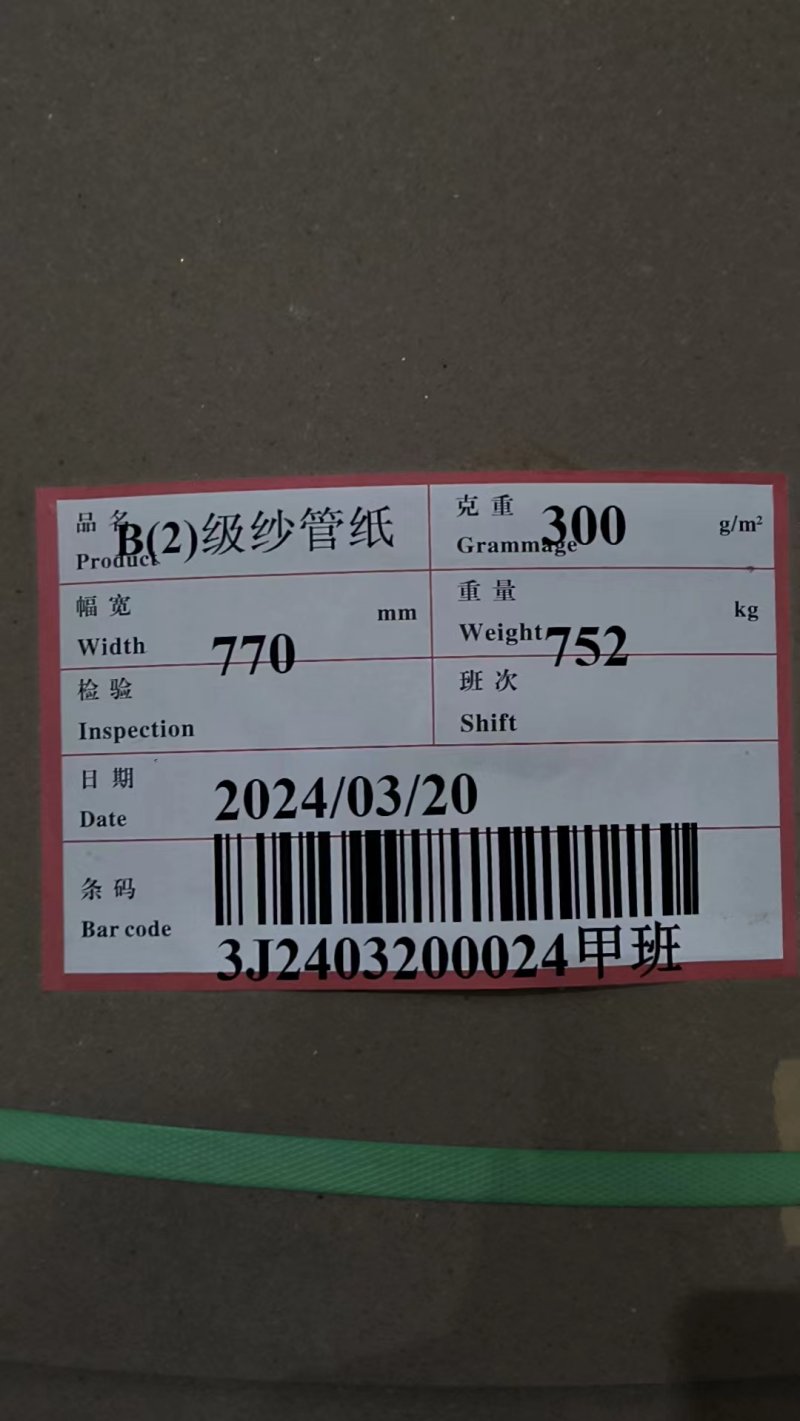 品名 B(2)级纱管纸
Product
克重 300 g/m²
Grammage
幅宽 mm
Width 770
重量 kg
Weight 752
检验
Inspection
班次
Shift
日期
Date 2024/03/20
条码
Bar code
3J2403200024甲班